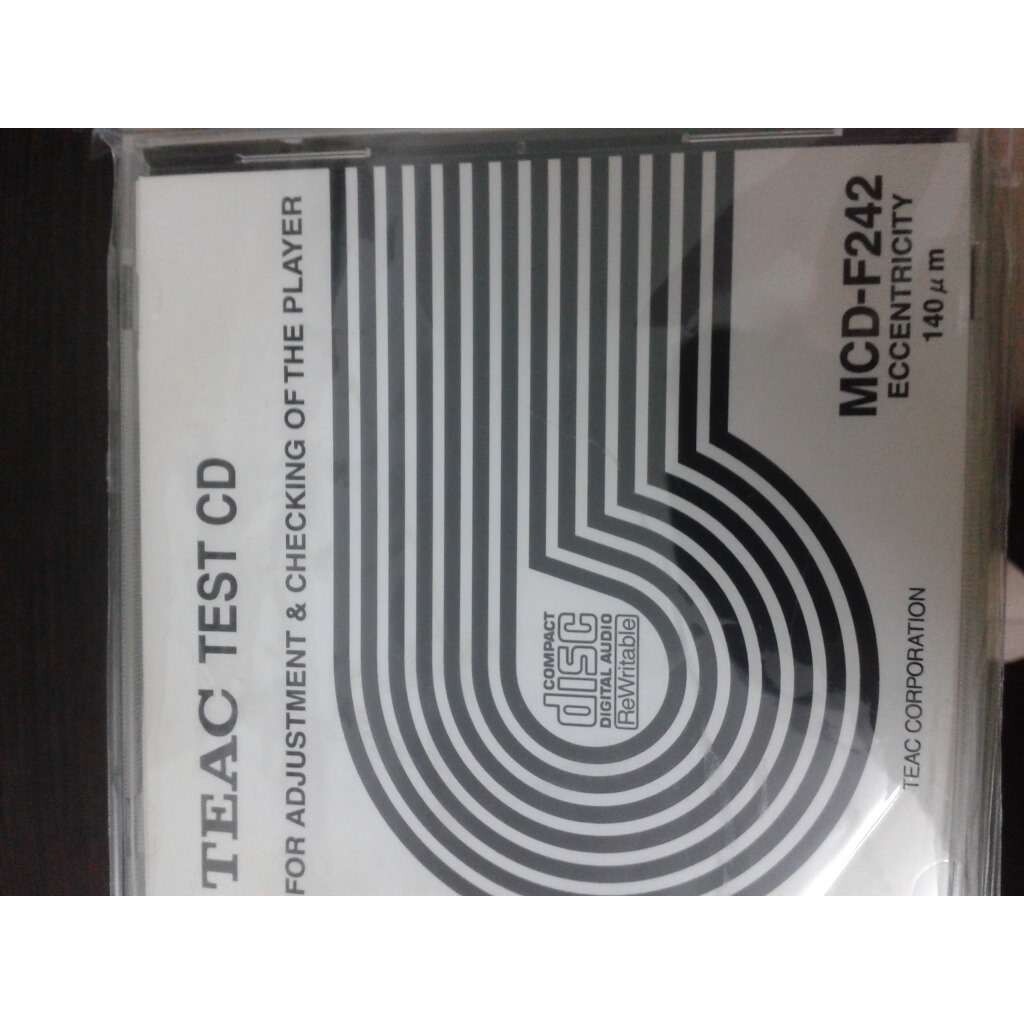 TEAC TEST CD
FOR ADJUSTMENT & CHECKING OF THE PLAYER
COMPACT
disc
DIGITAL AUDIO
ReWritable
MCD-F242
ECCENTRICITY
140μm
TEAC CORPORATION